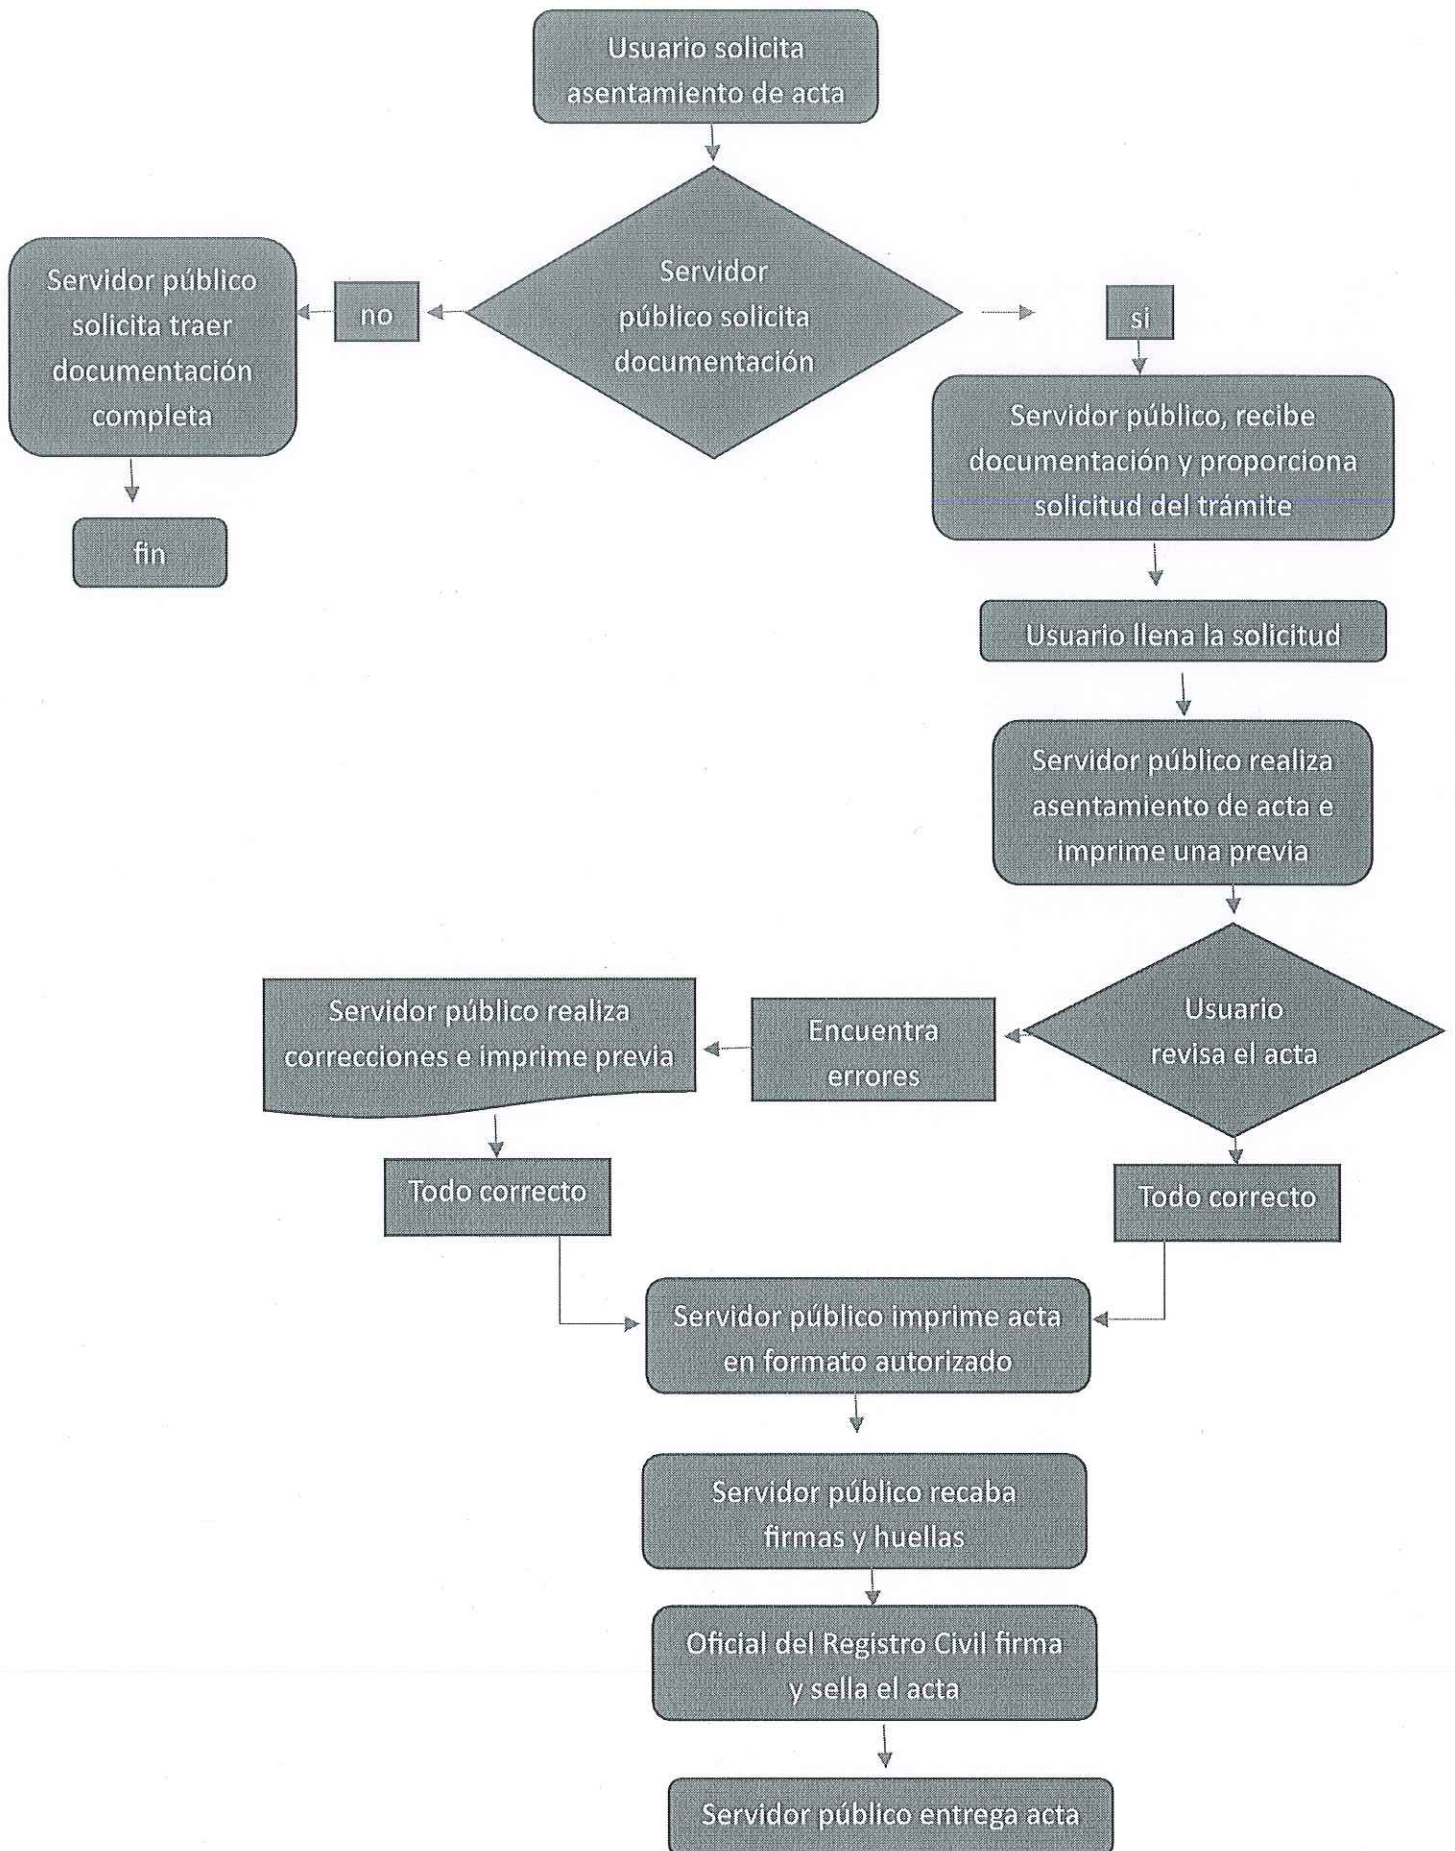 Usuario solicita
asentamiento de acta
Servidor
público solicita
documentación
no
si
Servidor público
solicita traer
documentación
completa
fin
Servidor público, recibe
documentación y proporciona
solicitud del trámite
Usuario llena la solicitud
Servidor público realiza
asentamiento de acta e
imprime una previa
Usuario
revisa el acta
Encuentra
errores
Servidor público realiza
correcciones e imprime previa
Todo correcto
Todo correcto
Servidor público imprime acta
en formato autorizado
Servidor público recaba
firmas y huellas
Oficial del Registro Civil firma
y sella el acta
Servidor público entrega acta